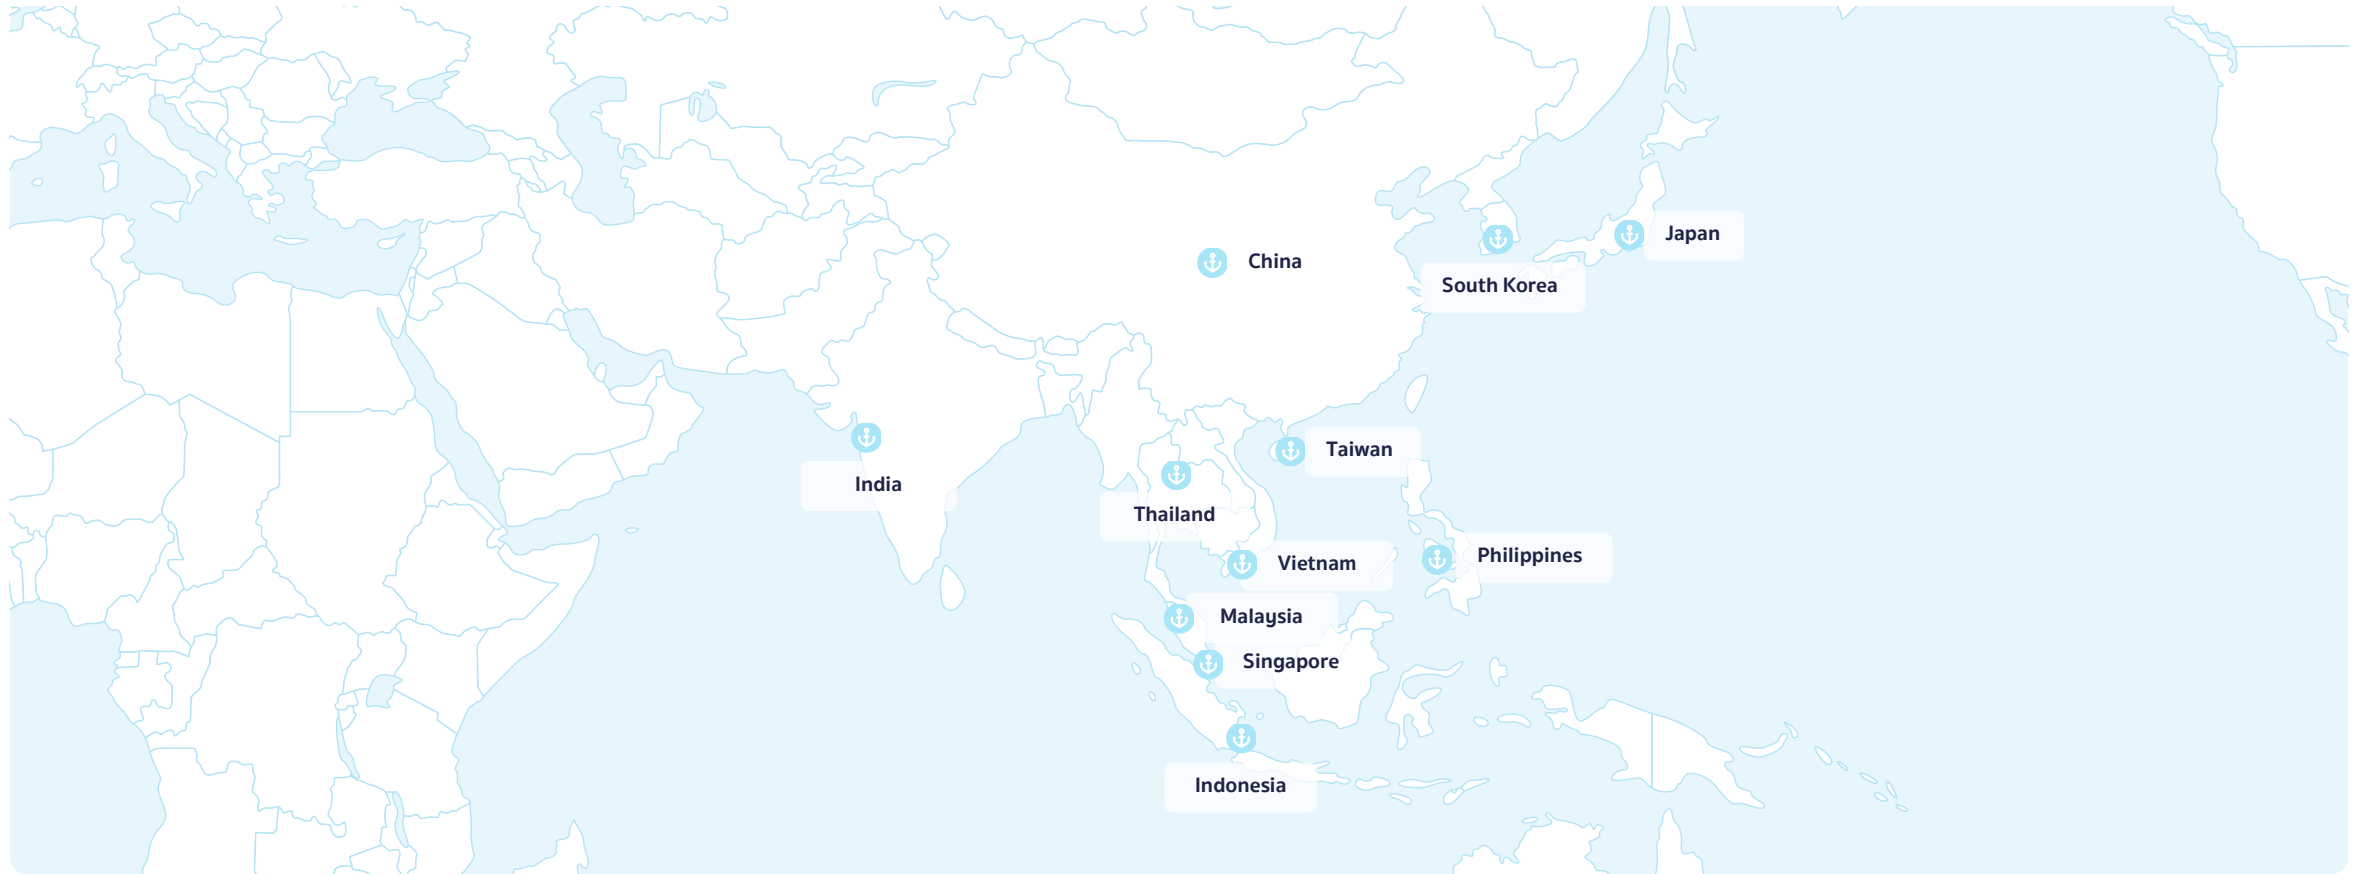 Japan
China
South Korea
Taiwan
India
Thailand
Philippines
Vietnam
Malaysia
Singapore
Indonesia